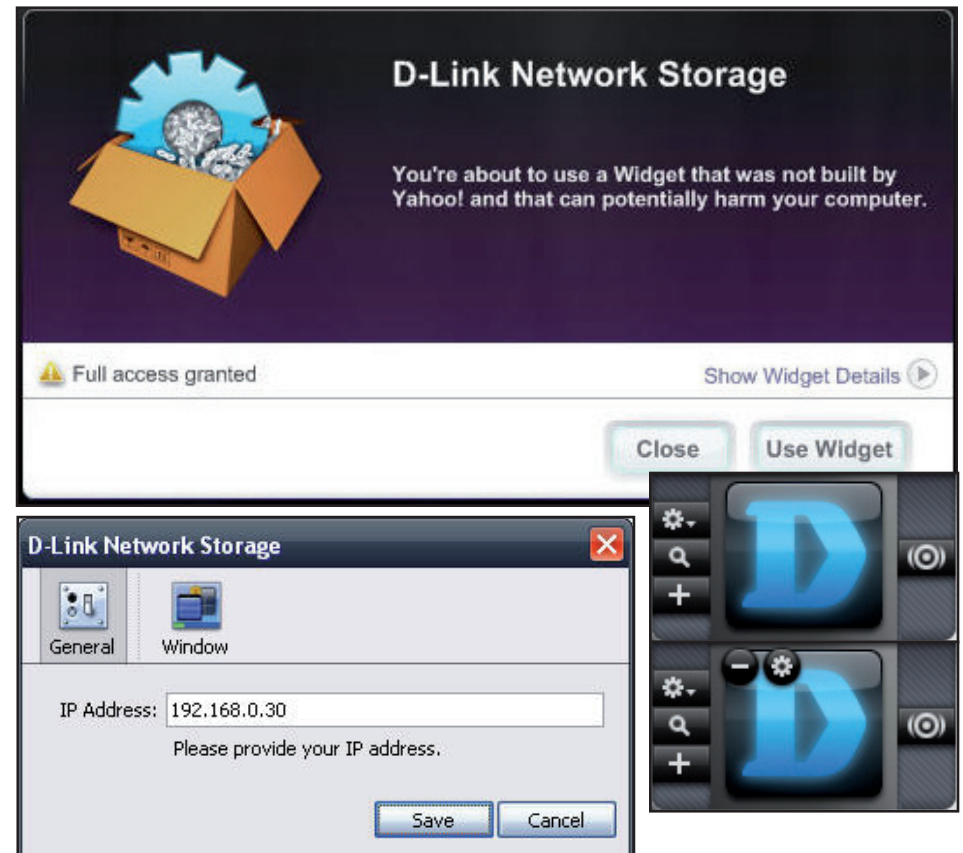 D-Link Network Storage
You're about to use a Widget that was not built by
Yahoo! and that can potentially harm your computer.
Full access granted
Show Widget Details
Close
Use Widget
D-Link Network Storage
General
Window
IP Address: 192.168.0.30
Please provide your IP address.
Save
Cancel
D
D